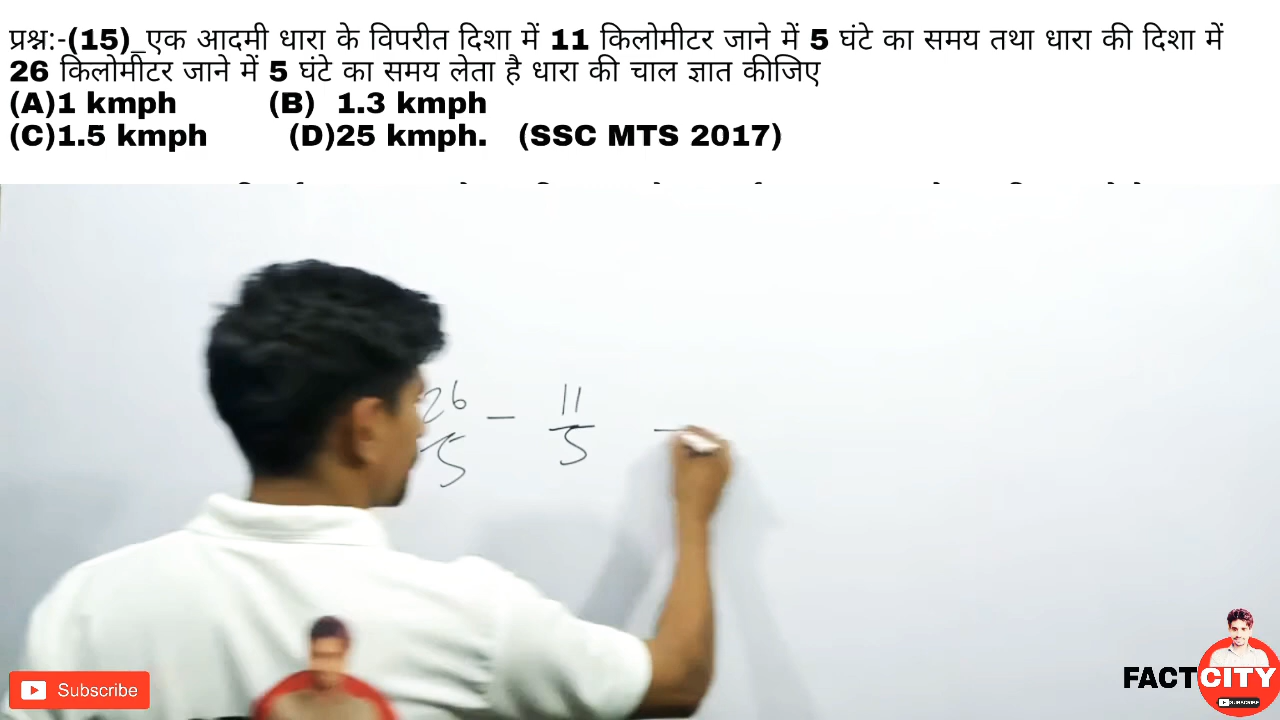 प्रश्न:-(15)_एक आदमी धारा के विपरीत दिशा में 11 किलोमीटर जाने में 5 घंटे का समय तथा धारा की दिशा में
26 किलोमीटर जाने में 5 घंटे का समय लेता है धारा की चाल ज्ञात कीजिए
(A)1 kmph (B) 1.3 kmph
(C)1.5 kmph (D)25 kmph. (SSC MTS 2017)
26/5 - 11/5
Subscribe
FACTCITY
SUBSCRIBE